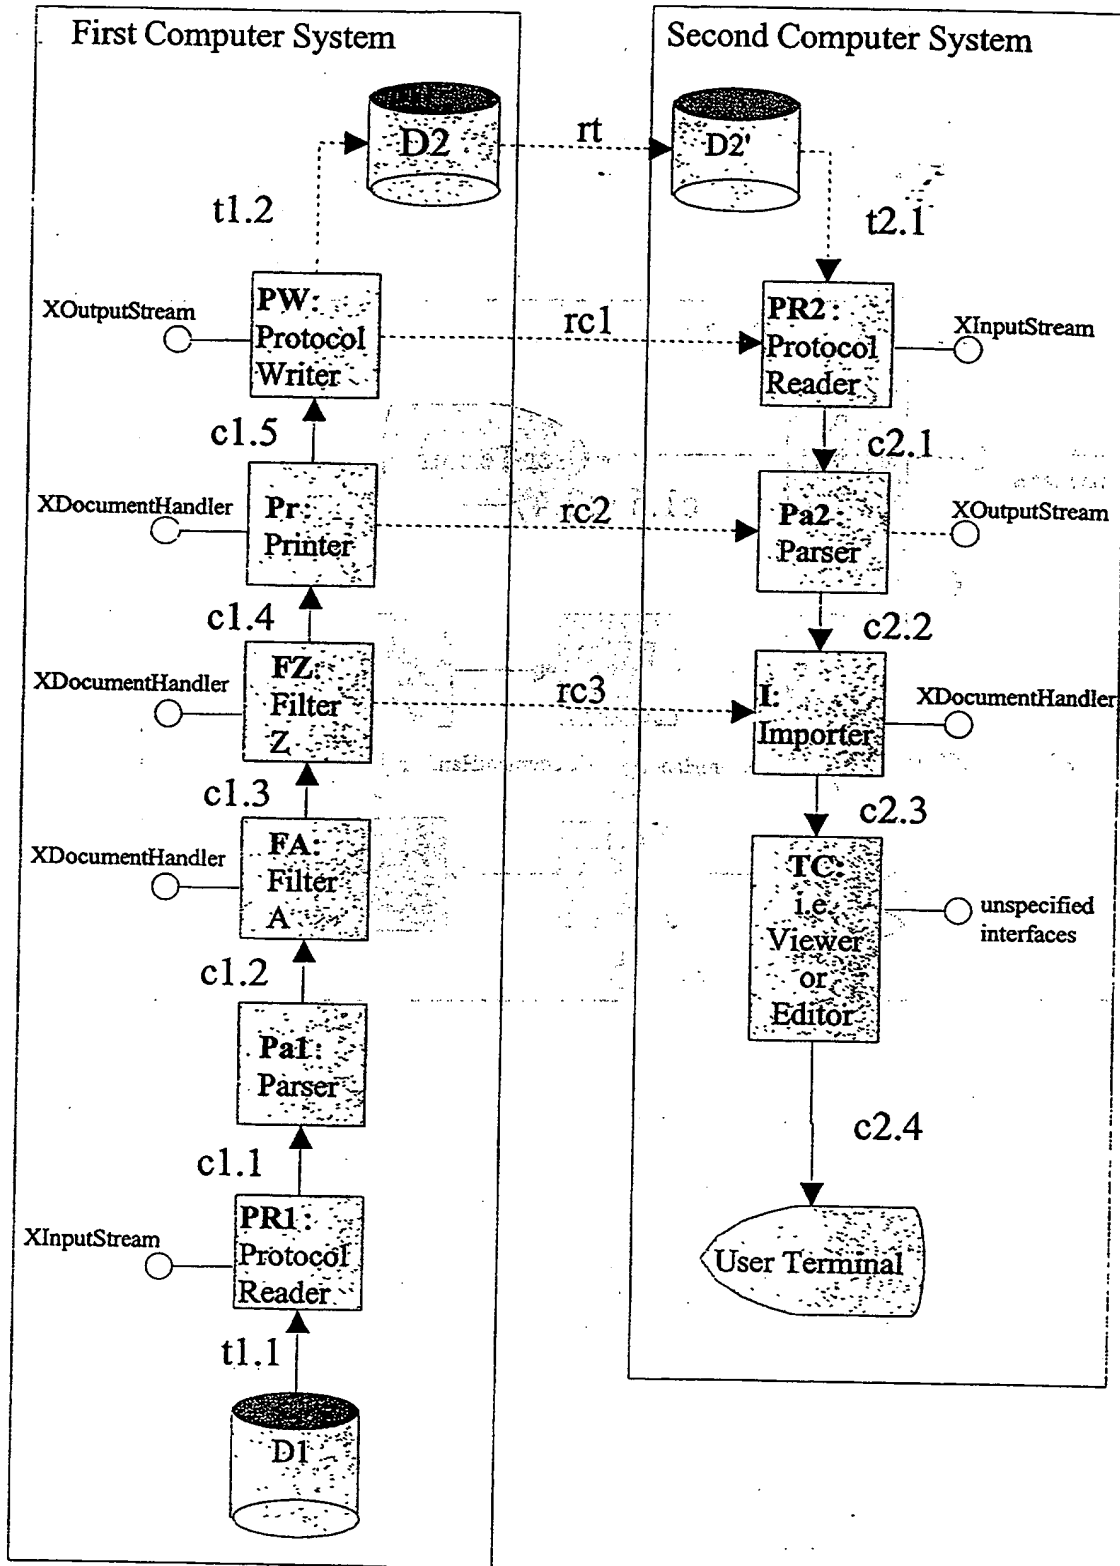 First Computer System
D2
t1.2
XOutputStream
PW:
Protocol
Writer
c1.5
XDocumentHandler
Pr:
Printer
c1.4
XDocumentHandler
FZ:
Filter
Z
c1.3
XDocumentHandler
FA:
Filter
A
c1.2
Pa1:
Parser
c1.1
XInputStream
PR1:
Protocol
Reader
t1.1
D1
rt
rc1
rc2
rc3
Second Computer System
D2'
t2.1
PR2:
Protocol
Reader
XInputStream
c2.1
Pa2:
Parser
XOutputStream
c2.2
I:
Importer
XDocumentHandler
c2.3
TC:
i.e
Viewer
or
Editor
unspecified
interfaces
c2.4
User Terminal